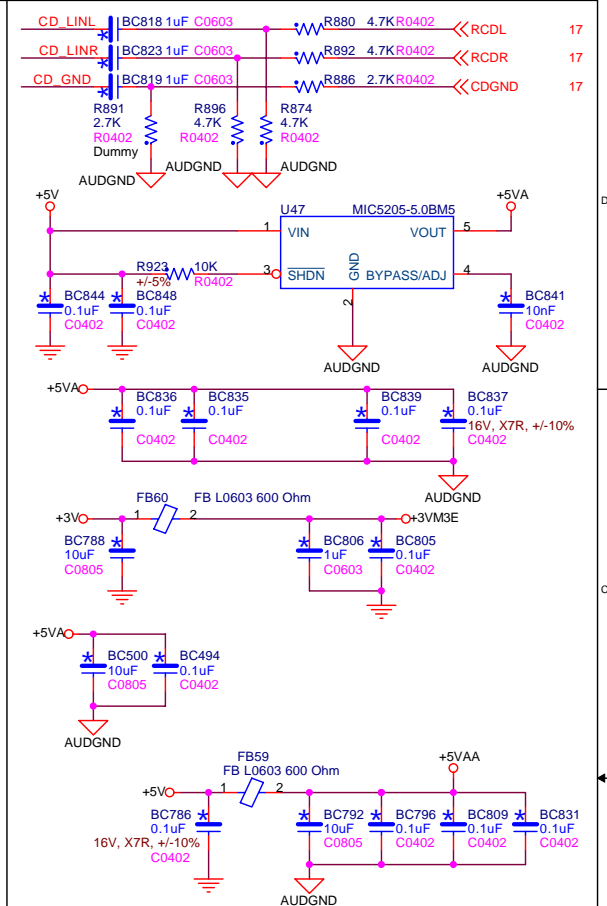 CD_LINL BC818 1uF C0603 R880 4.7K R0402 RCDL 17
CD_LINR BC823 1uF C0603 R892 4.7K R0402 RCDR 17
CD_GND BC819 1uF C0603 R886 2.7K R0402 CDGND 17
R891 R896 R874
2.7K 4.7K 4.7K
R0402 R0402 R0402
Dummy
AUDGND AUDGND AUDGND
D
+5V U47 MIC5205-5.0BM5 +5VA
1 VIN VOUT 5
R923 10K 3 SHDN GND BYPASS/ADJ 4
+/-5% R0402
2
BC844 BC848 BC841
0.1uF 0.1uF 10nF
C0402 C0402 C0402
AUDGND AUDGND
+5VA
BC836 BC835 BC839 BC837
0.1uF 0.1uF 0.1uF 0.1uF
16V, X7R, +/-10%
C0402 C0402 C0402 C0402
AUDGND
FB60 FB L0603 600 Ohm
+3V 1 2 +3VM3E
BC788 BC806 BC805
10uF 1uF 0.1uF
C0805 C0603 C0402
C
+5VA
BC500 BC494
10uF 0.1uF
C0805 C0402
AUDGND
FB59 +5VAA
FB L0603 600 Ohm
+5V 1 2
BC786 BC792 BC796 BC809 BC831
0.1uF 10uF 0.1uF 0.1uF 0.1uF
16V, X7R, +/-10%
C0402 C0805 C0402 C0402 C0402
AUDGND